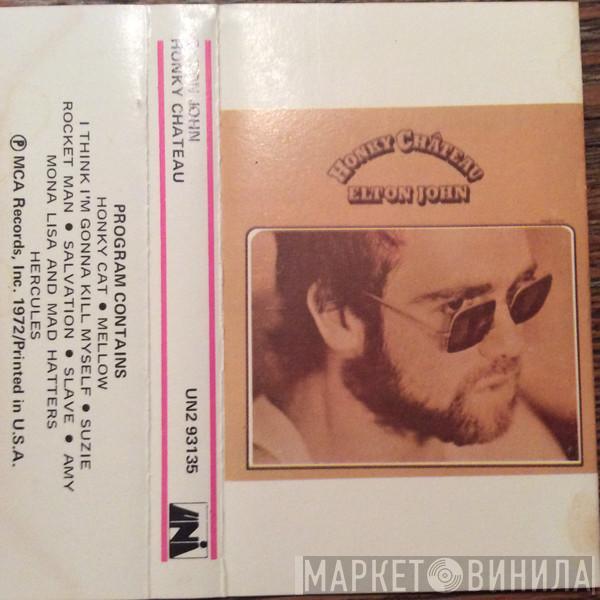 HONKY CHÂTEAU
ELTON JOHN
ELTON JOHN
HONKY CHATEAU
UN2 93135
UNI
PROGRAM CONTAINS
HONKY CAT • MELLOW
I THINK I'M GONNA KILL MYSELF • SUZIE
ROCKET MAN • SALVATION • SLAVE • AMY
MONA LISA AND MAD HATTERS
HERCULES
Ⓟ MCA Records, Inc. 1972/Printed in U.S.A.
МАРКЕТ ВИНИЛА